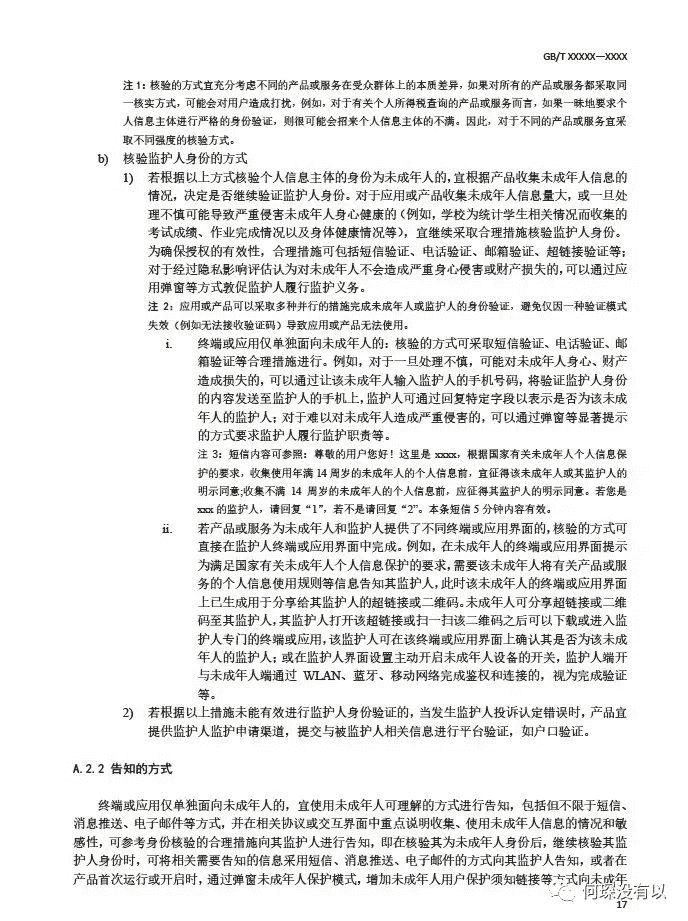 GB/T XXXXX—XXXX
注 1：核验的方式宜充分考虑不同的产品或服务在受众群体上的本质差异，如果对所有的产品或服务都采取同
一核实方式，可能会对用户造成打扰，例如，对于有关个人所得税查询的产品或服务而言，如果一味地要求个
人信息主体进行严格的身份验证，则很可能会招来个人信息主体的不满。因此，对于不同的产品或服务宜采
取不同强度的核验方式。
b) 核验监护人身份的方式
1) 若根据以上方式核验个人信息主体的身份为未成年人的，宜根据产品收集未成年人信息的
情况，决定是否继续验证监护人身份。对于应用或产品收集未成年人信息量大，或一旦处
理不慎可能导致严重侵害未成年人身心健康的（例如，学校为统计学生相关情况而收集的
考试成绩、作业完成情况以及身体健康情况等），宜继续采取合理措施核验监护人身份。
为确保授权的有效性，合理措施可包括短信验证、电话验证、邮箱验证、超链接验证等；
对于经过隐私影响评估认为对未成年人不会造成严重身心侵害或财产损失的，可以通过应
用弹窗等方式敦促监护人履行监护义务。
注 2：应用或产品可以采取多种并行的措施完成未成年人或监护人的身份验证，避免仅因一种验证模式
失效（例如无法接收验证码）导致应用或产品无法使用。
i. 终端或应用仅单独面向未成年人的：核验的方式可采取短信验证、电话验证、邮
箱验证等合理措施进行。例如，对于一旦处理不慎，可能对未成年人身心、财产
造成损失的，可以通过让该未成年人输入监护人的手机号码，将验证监护人身份
的内容发送至监护人的手机上，监护人可通过回复特定字段以表示是否为该未成
年人的监护人；对于难以对未成年人造成严重侵害的，可以通过弹窗等显著提示
的方式要求监护人履行监护职责等。
注 3：短信内容可参照：尊敬的用户您好！这里是 xxxx，根据国家有关未成年人个人信息保
护的要求，收集使用年满 14 周岁的未成年人的个人信息前，宜征得该未成年人或其监护人的
明示同意;收集不满 14 周岁的未成年人的个人信息前，应征得其监护人的明示同意。若您是
xxx 的监护人，请回复“1”，若不是请回复“2”。本条短信 5 分钟内容有效。
ii. 若产品或服务为未成年人和监护人提供了不同终端或应用界面的，核验的方式可
直接在监护人终端或应用界面中完成。例如，在未成年人的终端或应用界面提示
为满足国家有关未成年人个人信息保护的要求，需要该未成年人将有关产品或服
务的个人信息使用规则等信息告知其监护人，此时该未成年人的终端或应用界面
上已生成用于分享给其监护人的超链接或二维码。未成年人可分享超链接或二维
码至其监护人，其监护人打开该超链接或扫一扫该二维码之后可以下载或进入监
护人专门的终端或应用，该监护人可在该终端或应用界面上确认其是否为该未成
年人的监护人；或在监护人界面设置主动开启未成年人设备的开关，监护人端开
与未成年人端通过 WLAN、蓝牙、移动网络完成鉴权和连接的，视为完成验证
等。
2) 若根据以上措施未能有效进行监护人身份验证的，当发生监护人投诉认定错误时，产品宜
提供监护人监护申请渠道，提交与被监护人相关信息进行平台验证，如户口验证。
A.2.2 告知的方式
终端或应用仅单独面向未成年人的，宜使用未成年人可理解的方式进行告知，包括但不限于短信、
消息推送、电子邮件等方式，并在相关协议或交互界面中重点说明收集、使用未成年人信息的情况和敏
感性，可参考身份核验的合理措施向其监护人进行告知，即在核验其为未成年人身份后，继续核验其监
护人身份时，可将相关需要告知的信息采用短信、消息推送、电子邮件的方式向其监护人告知，或者在
产品首次运行或开启时，通过弹窗未成年人保护模式，增加未成年人用户保护须知链接等方式向未成年
何琛没有以
17